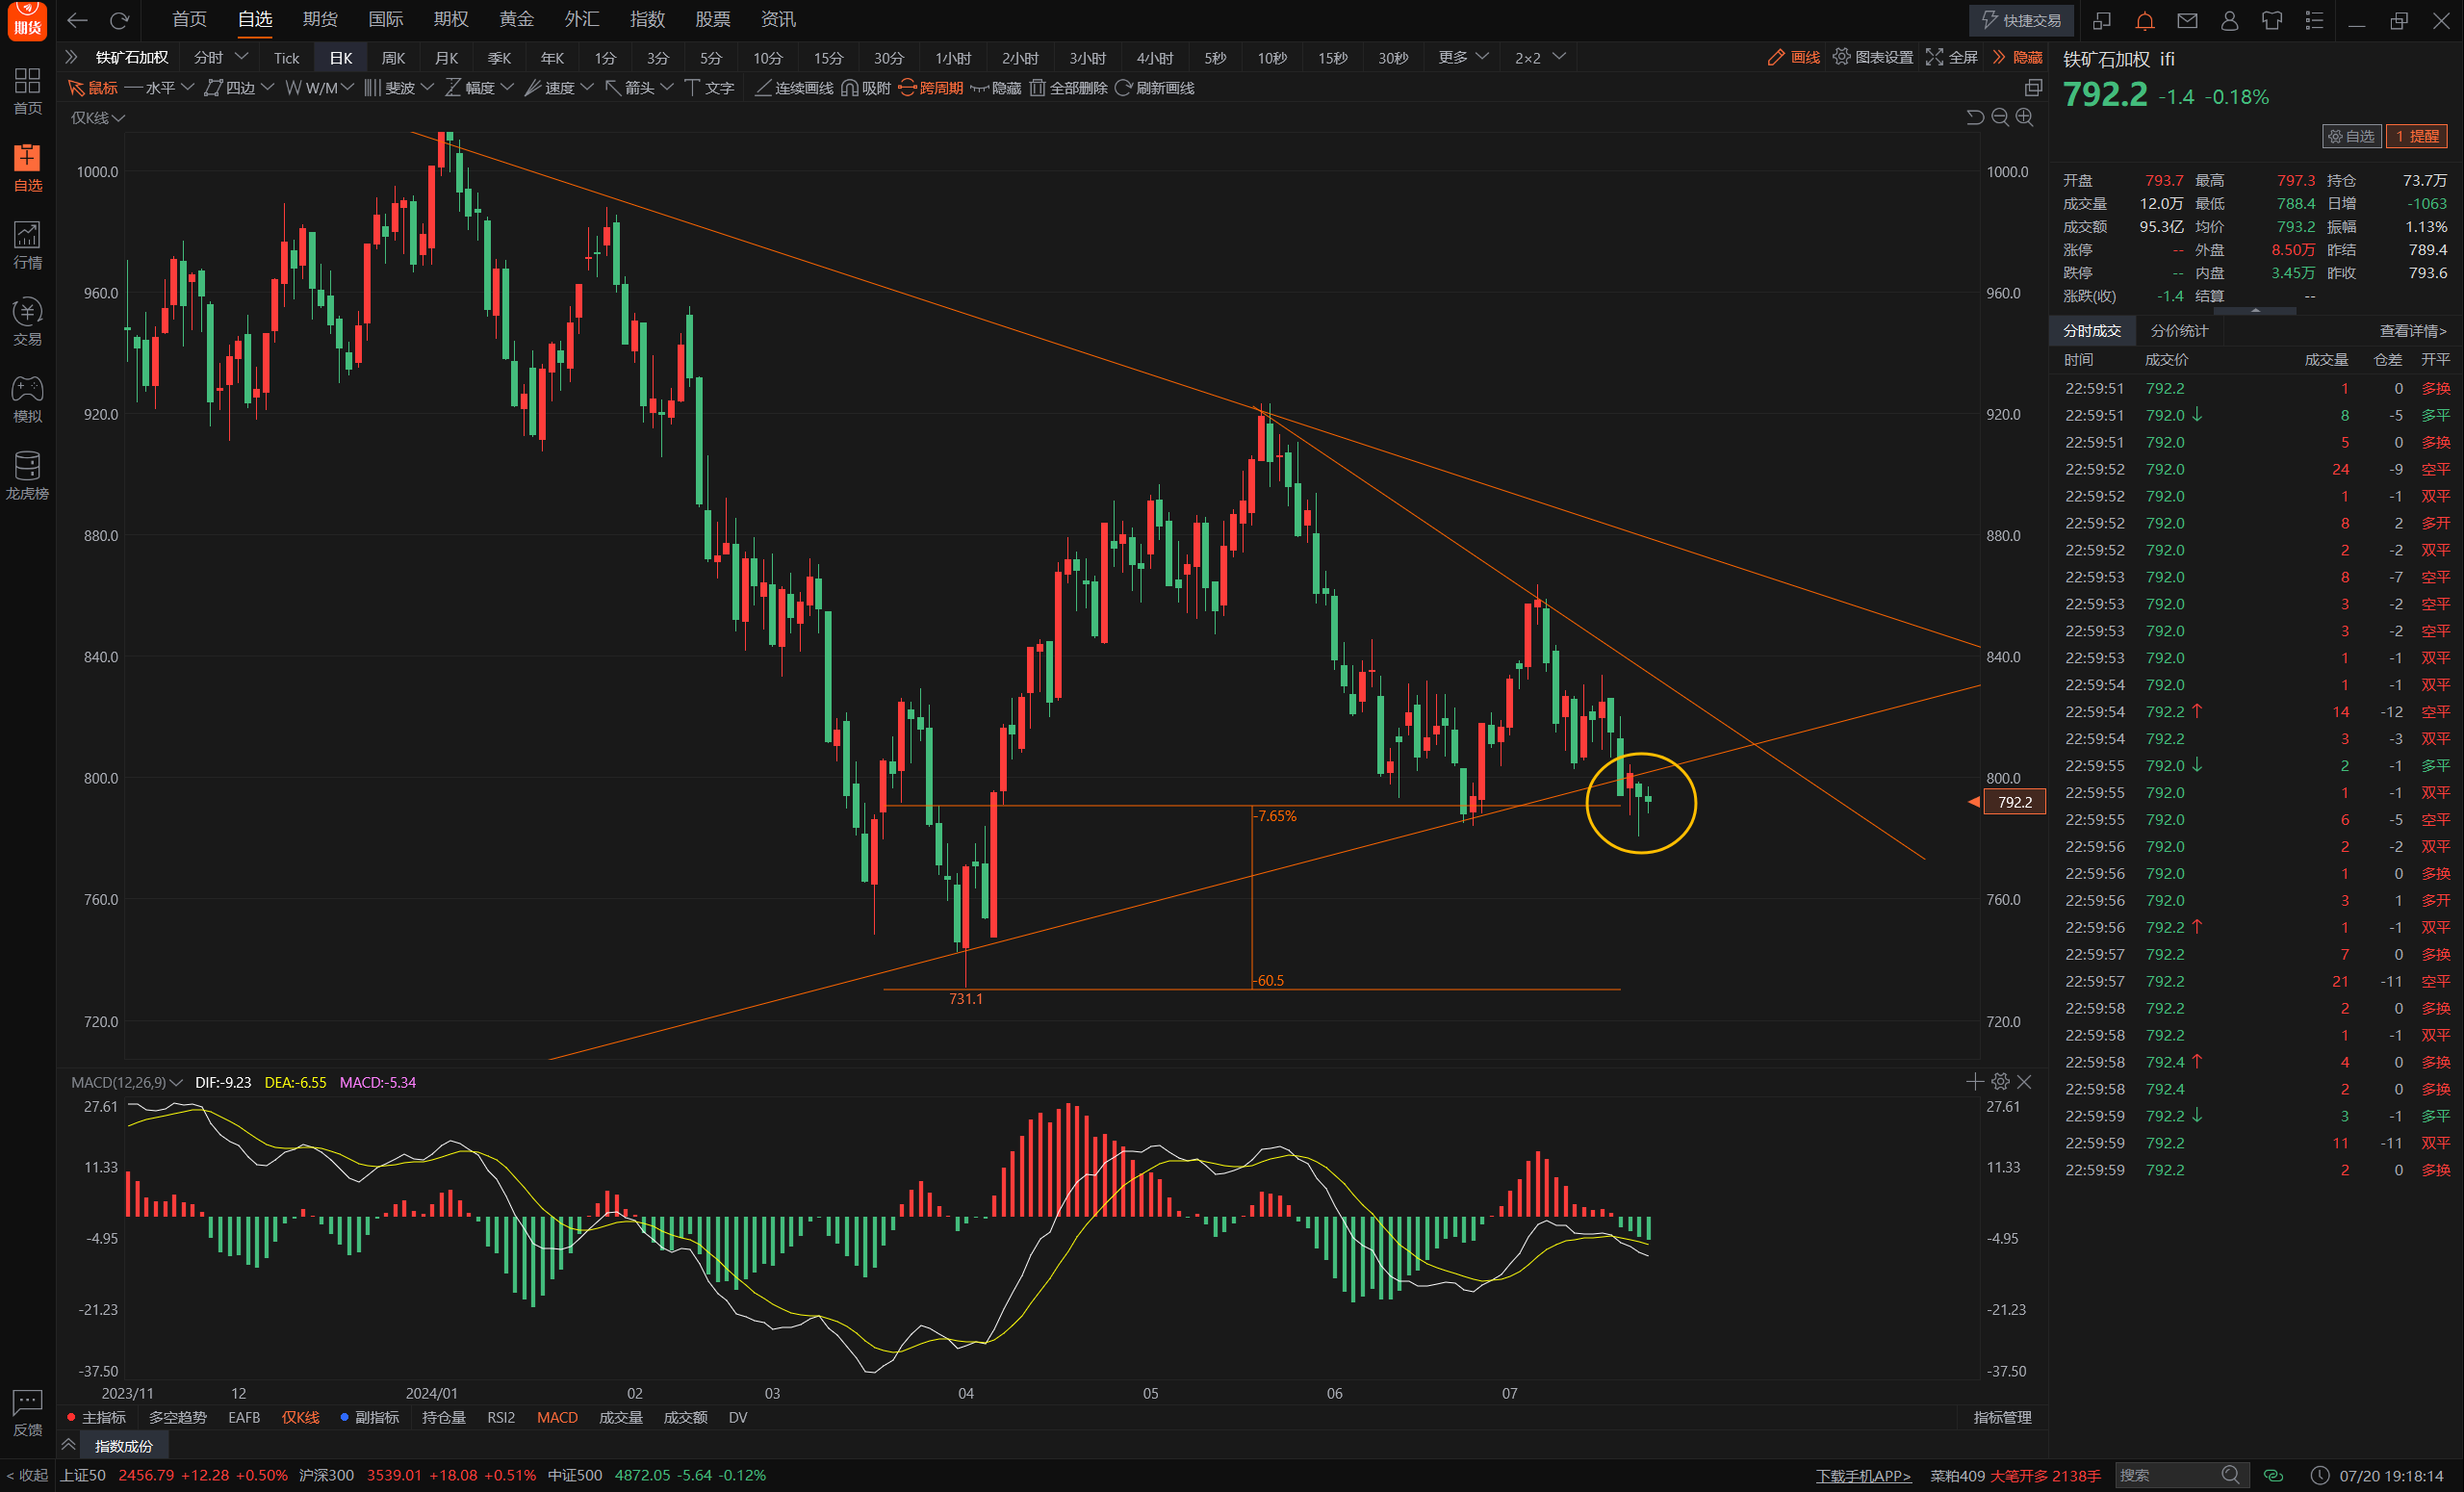 期货
首页 自选 期货 国际 期权 黄金 外汇 指数 股票 资讯
快捷交易
首页
自选
行情
交易
模拟
龙虎榜
反馈
< 收起
铁矿石加权 分时 Tick 日K 周K 月K 季K 年K 1分 3分 5分 10分 15分 30分 1小时 2小时 3小时 4小时 5秒 10秒 15秒 30秒 更多 2×2 画线 图表设置 全屏 隐藏
鼠标 水平 四边 W/M 斐波 幅度 速度 箭头 文字 连续画线 吸附 跨周期 隐藏 全部删除 刷新画线
仅K线
1000.0 1000.0
960.0 960.0
920.0 920.0
880.0 880.0
840.0 840.0
800.0 800.0
792.2
-7.65%
760.0 760.0
-60.5
731.1
720.0 720.0
MACD(12,26,9) DIF:-9.23 DEA:-6.55 MACD:-5.34
27.61 27.61
11.33 11.33
-4.95 -4.95
-21.23 -21.23
-37.50 -37.50
2023/11 12 2024/01 02 03 04 05 06 07
主指标 多空趋势 EAFB 仅K线 副指标 持仓量 RSI2 MACD 成交量 成交额 DV 指标管理
指数成份
铁矿石加权 ifi
792.2 -1.4 -0.18%
自选 1 提醒
开盘 793.7 最高 797.3 持仓 73.7万
成交量 12.0万 最低 788.4 日增 -1063
成交额 95.3亿 均价 793.2 振幅 1.13%
涨停 -- 外盘 8.50万 昨结 789.4
跌停 -- 内盘 3.45万 昨收 793.6
涨跌(收) -1.4 结算 --
分时成交 分价统计 查看详情>
时间 成交价 成交量 仓差 开平
22:59:51 792.2 1 0 多换
22:59:51 792.0↓ 8 -5 多平
22:59:51 792.0 5 0 多换
22:59:52 792.0 24 -9 空平
22:59:52 792.0 1 -1 双平
22:59:52 792.0 8 2 多开
22:59:52 792.0 2 -2 双平
22:59:53 792.0 8 -7 空平
22:59:53 792.0 3 -2 空平
22:59:53 792.0 3 -2 空平
22:59:53 792.0 1 -1 双平
22:59:54 792.0 1 -1 双平
22:59:54 792.2↑ 14 -12 空平
22:59:54 792.2 3 -3 双平
22:59:55 792.0↓ 2 -1 多平
22:59:55 792.0 1 -1 双平
22:59:55 792.0 6 -5 空平
22:59:56 792.0 2 -2 双平
22:59:56 792.0 1 0 多换
22:59:56 792.0 3 1 多开
22:59:56 792.2↑ 1 -1 双平
22:59:57 792.2 7 0 多换
22:59:57 792.2 21 -11 空平
22:59:58 792.2 2 0 多换
22:59:58 792.2 1 -1 双平
22:59:58 792.4↑ 4 0 多换
22:59:58 792.4 2 0 多换
22:59:59 792.2↓ 3 -1 多平
22:59:59 792.2 11 -11 双平
22:59:59 792.2 2 0 多换
上证50 2456.79 +12.28 +0.50% 沪深300 3539.01 +18.08 +0.51% 中证500 4872.05 -5.64 -0.12% 下载手机APP> 菜粕409 大笔开多 2138手 搜索 07/20 19:18:14